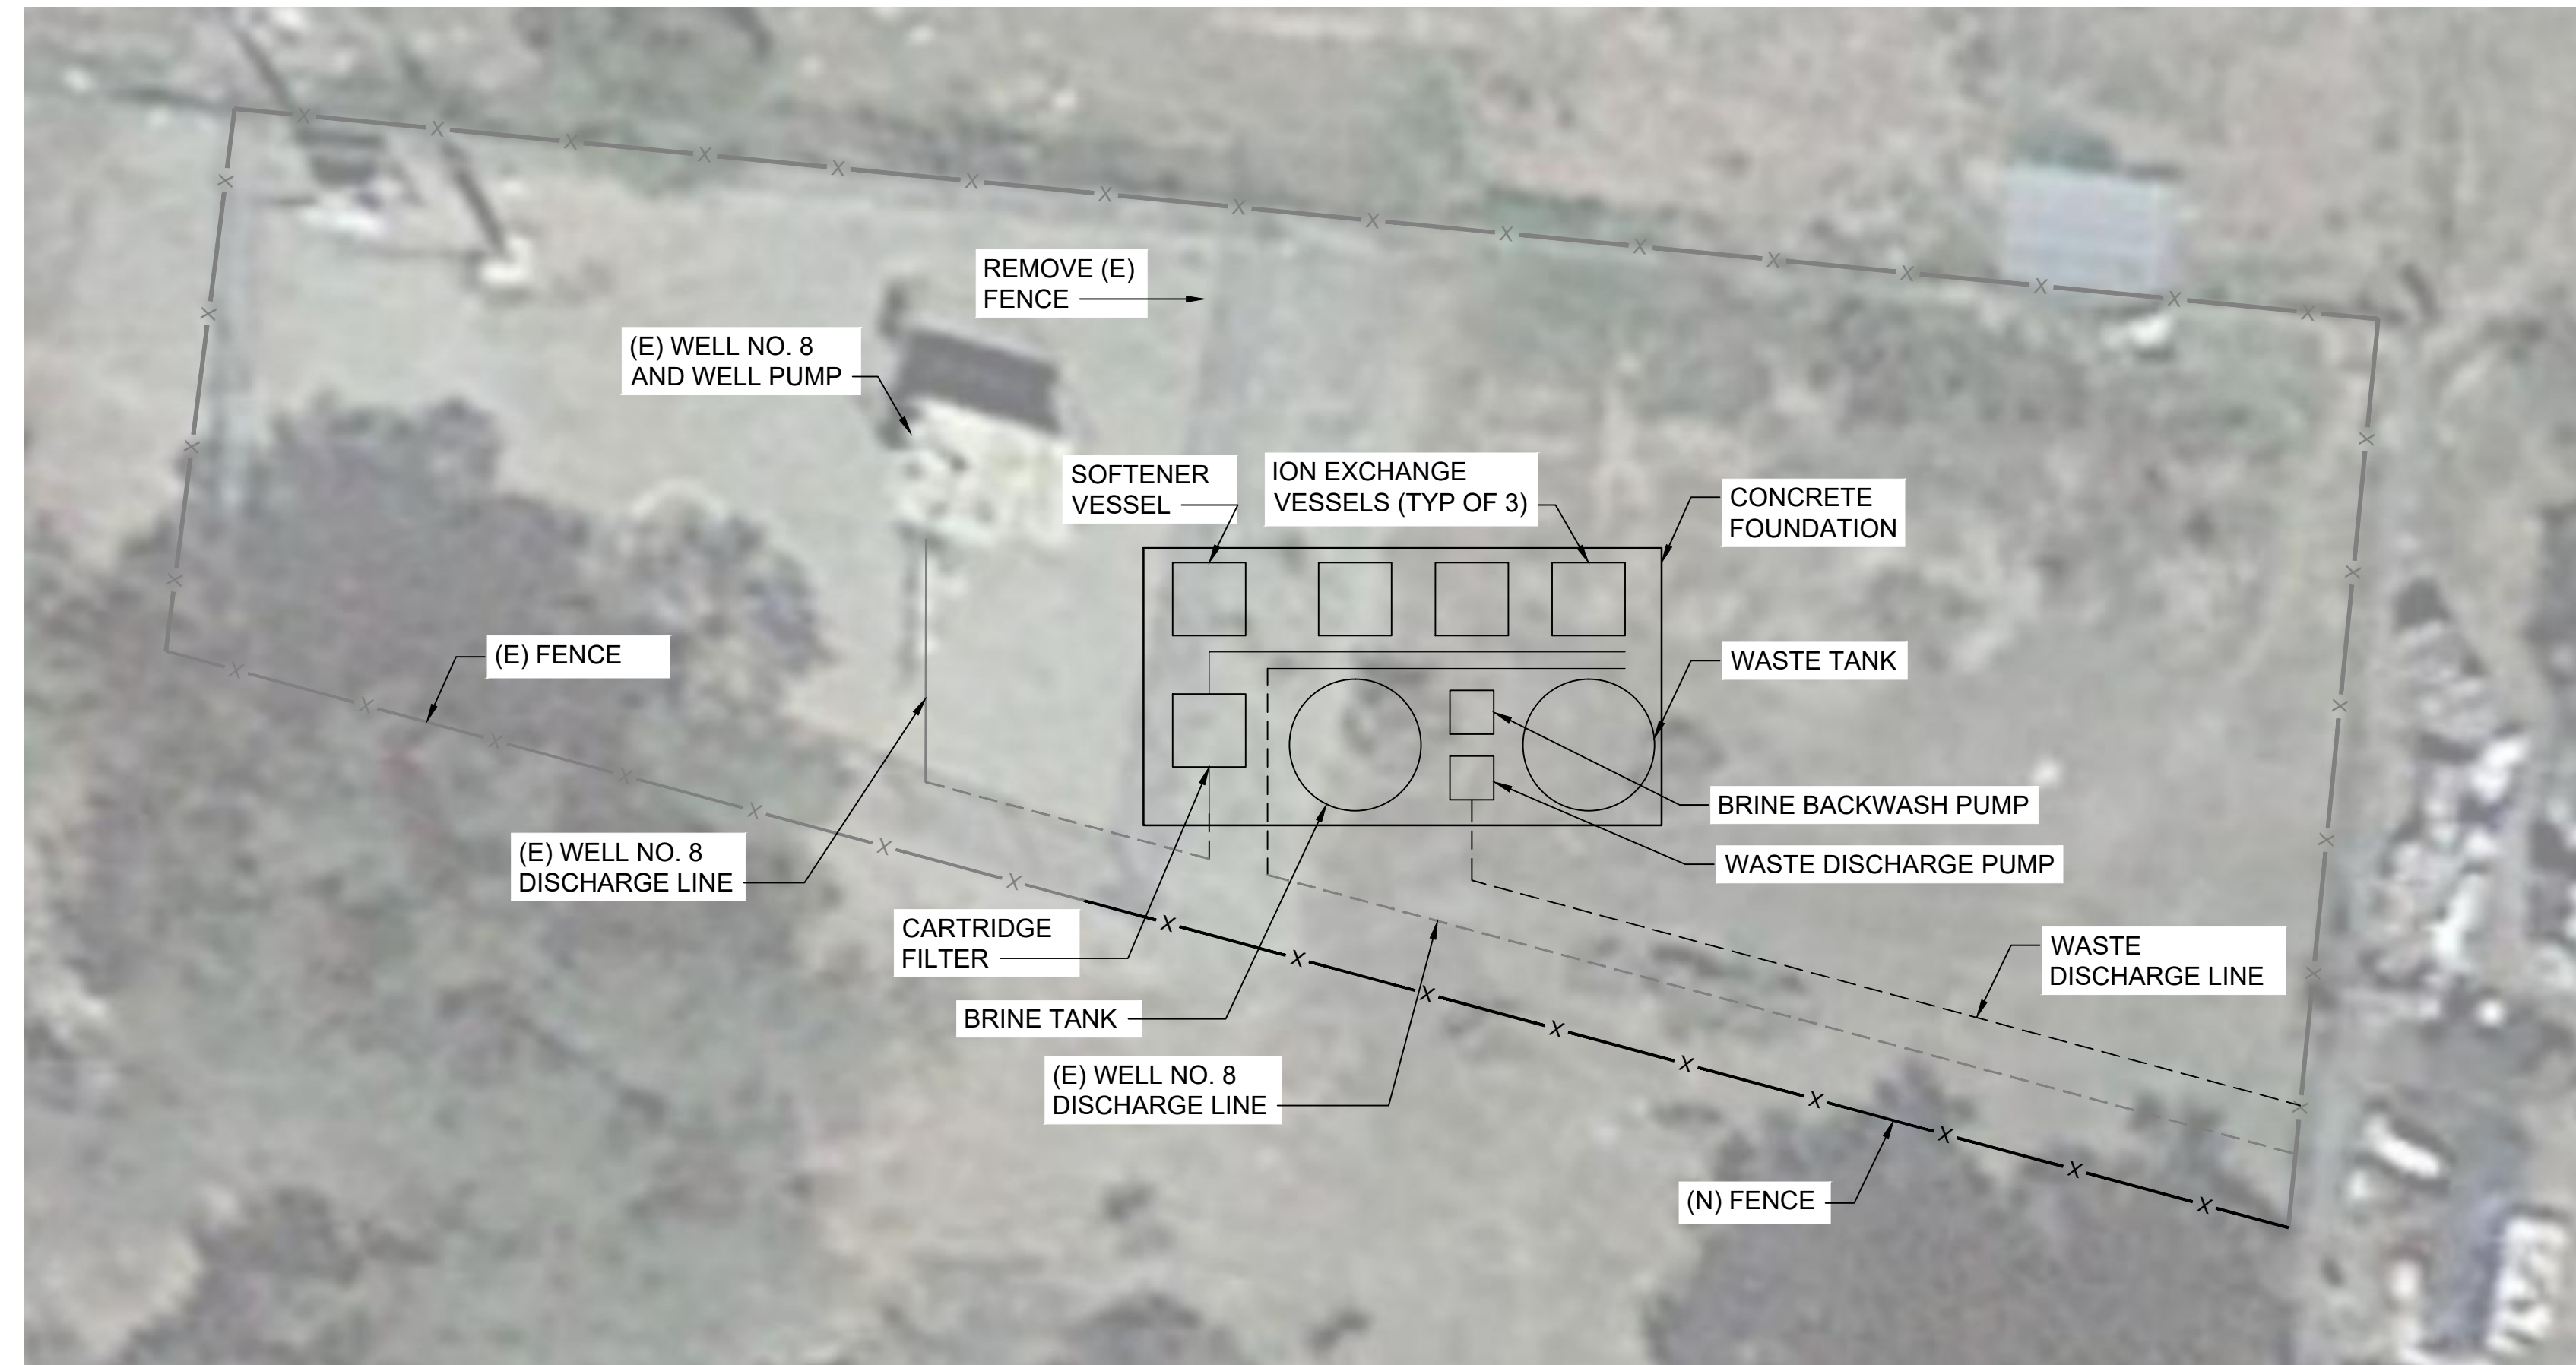 REMOVE (E)
FENCE
(E) WELL NO. 8
AND WELL PUMP
SOFTENER
VESSEL
ION EXCHANGE
VESSELS (TYP OF 3)
CONCRETE
FOUNDATION
(E) FENCE
WASTE TANK
BRINE BACKWASH PUMP
(E) WELL NO. 8
DISCHARGE LINE
WASTE DISCHARGE PUMP
CARTRIDGE
FILTER
WASTE
DISCHARGE LINE
BRINE TANK
(E) WELL NO. 8
DISCHARGE LINE
(N) FENCE